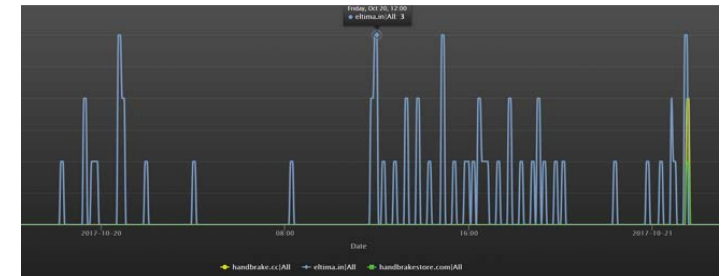 Friday, Oct 20, 12:00
eltima.in|All: 3
2017-10-20 08:00 16:00 2017-10-21
Date
handbrake.cc|All eltima.in|All handbrakestore.com|All